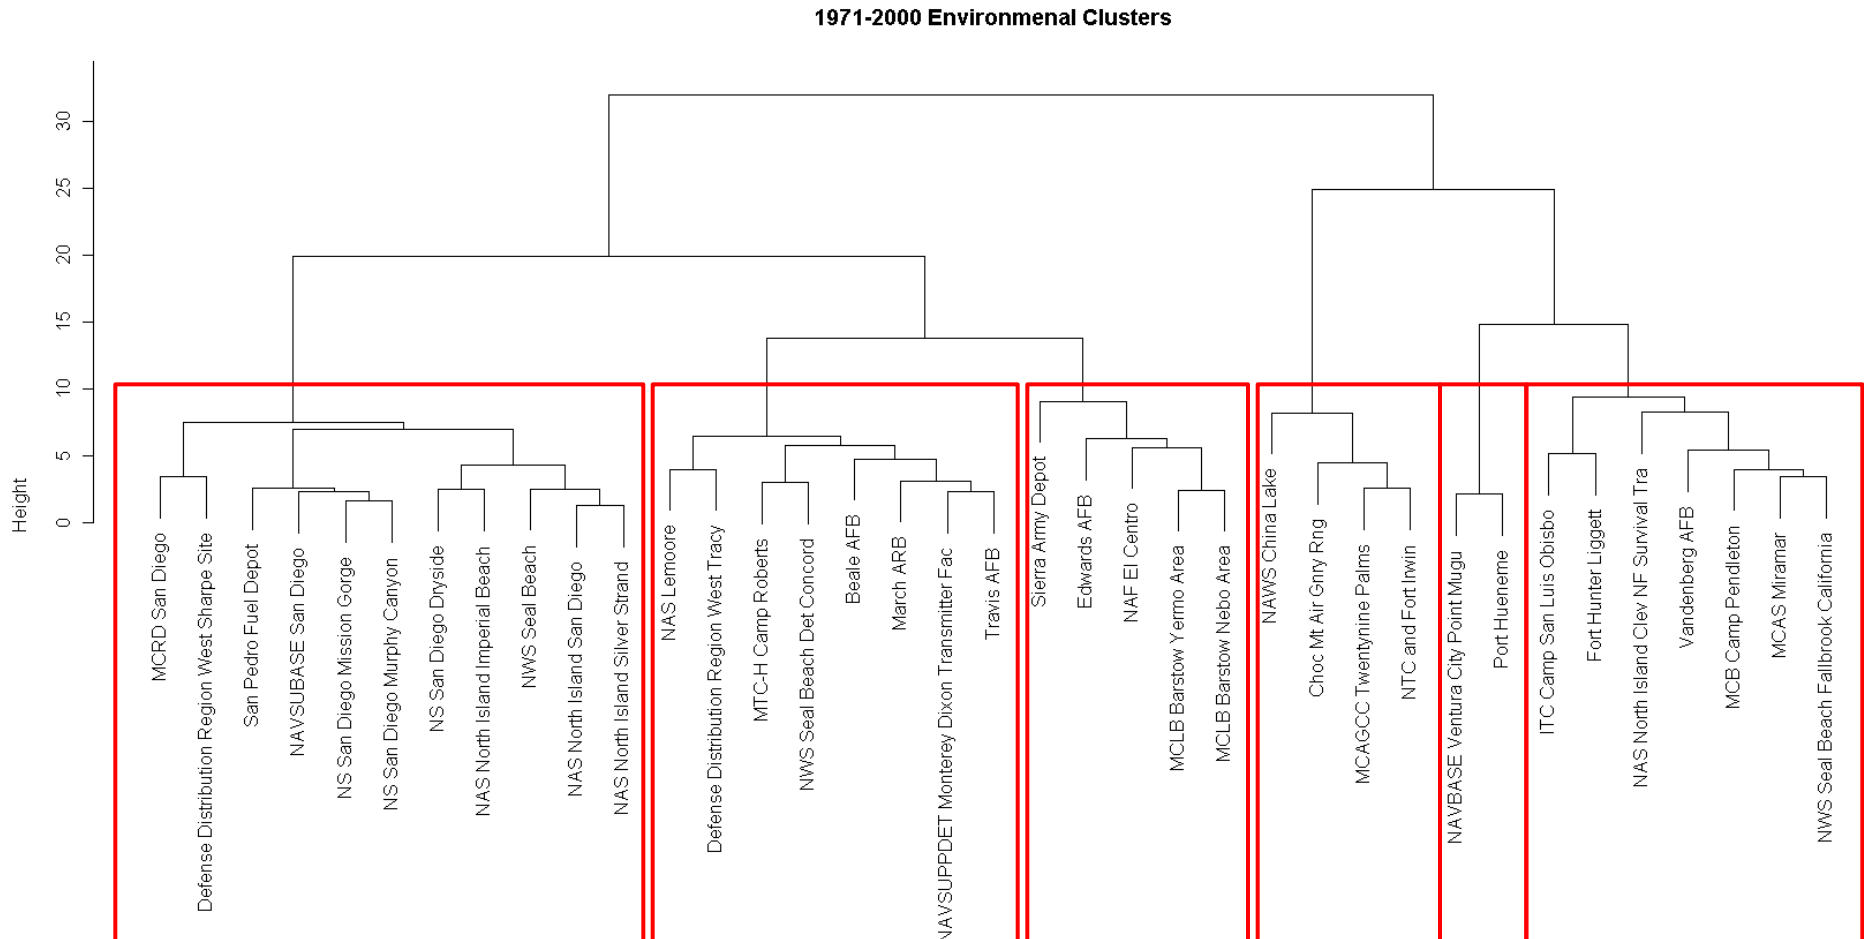 1971-2000 Environmenal Clusters
Height
30
25
20
15
10
5
0
MCRD San Diego
Defense Distribution Region West Sharpe Site
San Pedro Fuel Depot
NAVSUBASE San Diego
NS San Diego Mission Gorge
NS San Diego Murphy Canyon
NS San Diego Dryside
NAS North Island Imperial Beach
NWS Seal Beach
NAS North Island San Diego
NAS North Island Silver Strand
NAS Lemoore
Defense Distribution Region West Tracy
MTC-H Camp Roberts
NWS Seal Beach Det Concord
Beale AFB
March ARB
NAVSUPPDET Monterey Dixon Transmitter Fac
Travis AFB
Sierra Army Depot
Edwards AFB
NAF El Centro
MCLB Barstow Yermo Area
MCLB Barstow Nebo Area
NAWS China Lake
Choc Mt Air Gnry Rng
MCAGCC Twentynine Palms
NTC and Fort Irwin
NAVBASE Ventura City Point Mugu
Port Hueneme
ITC Camp San Luis Obisbo
Fort Hunter Liggett
NAS North Island Clev NF Survival Tra
Vandenberg AFB
MCB Camp Pendleton
MCAS Miramar
NWS Seal Beach Fallbrook California